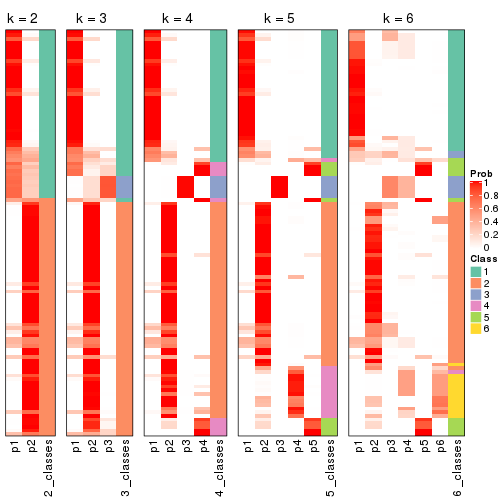 k = 2
k = 3
k = 4
k = 5
k = 6
p1
p2
2_classes
p1
p2
p3
3_classes
p1
p2
p3
p4
4_classes
p1
p2
p3
p4
p5
5_classes
p1
p2
p3
p4
p5
p6
6_classes
Prob
1
0.8
0.6
0.4
0.2
0
Class
1
2
3
4
5
6